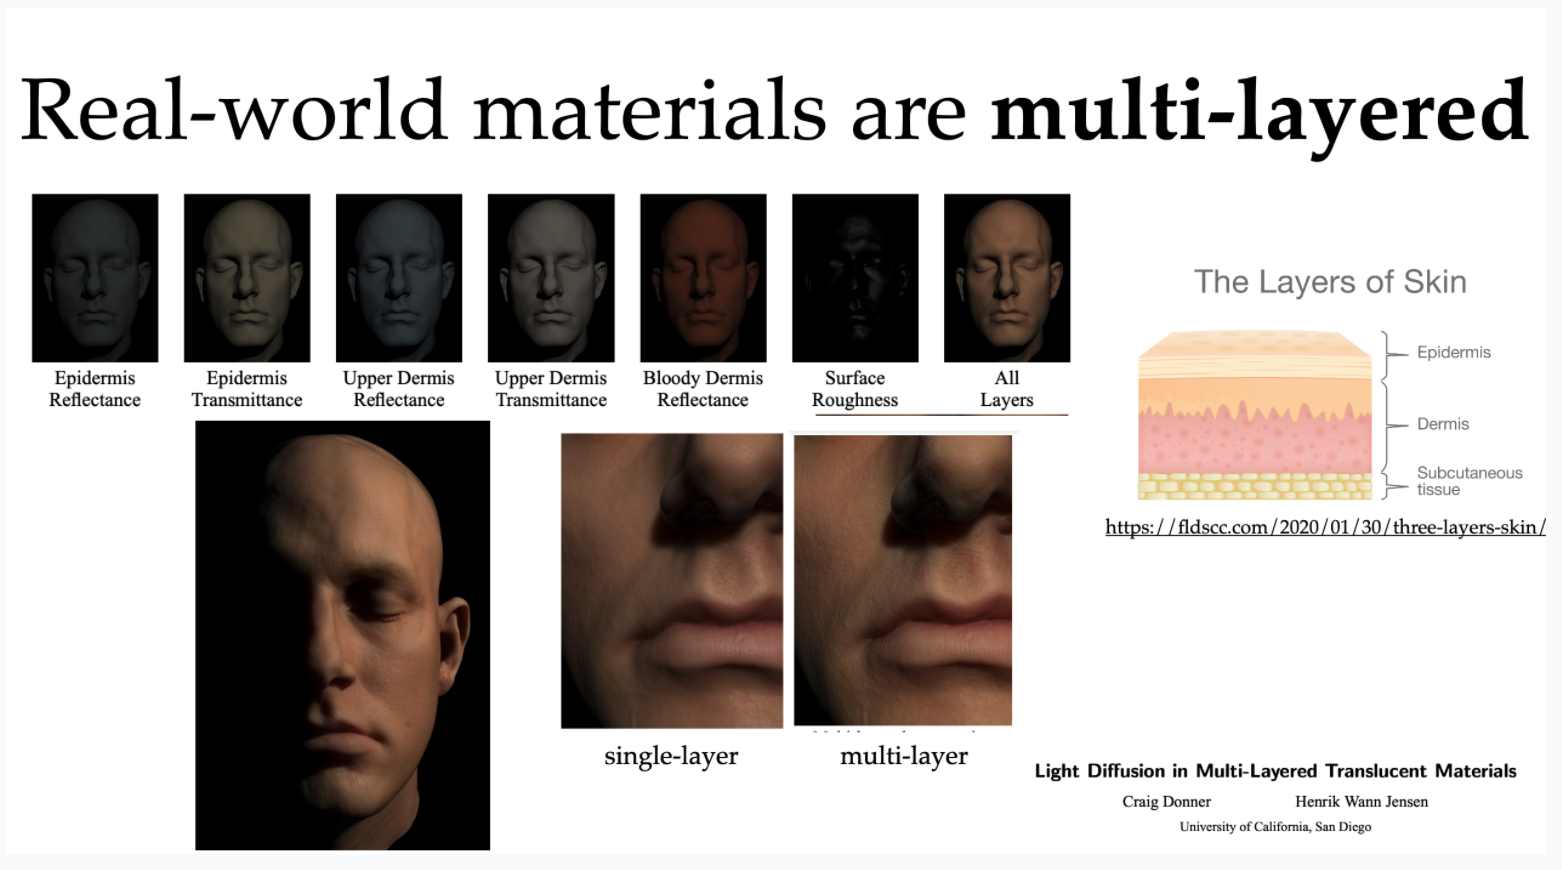 Real-world materials are multi-layered
Epidermis
Reflectance
Epidermis
Transmittance
Upper Dermis
Reflectance
Upper Dermis
Transmittance
Bloody Dermis
Reflectance
Surface
Roughness
All
Layers
The Layers of Skin
Epidermis
Dermis
Subcutaneous
tissue
https://fldscc.com/2020/01/30/three-layers-skin/
single-layer
multi-layer
Light Diffusion in Multi-Layered Translucent Materials
Craig Donner Henrik Wann Jensen
University of California, San Diego